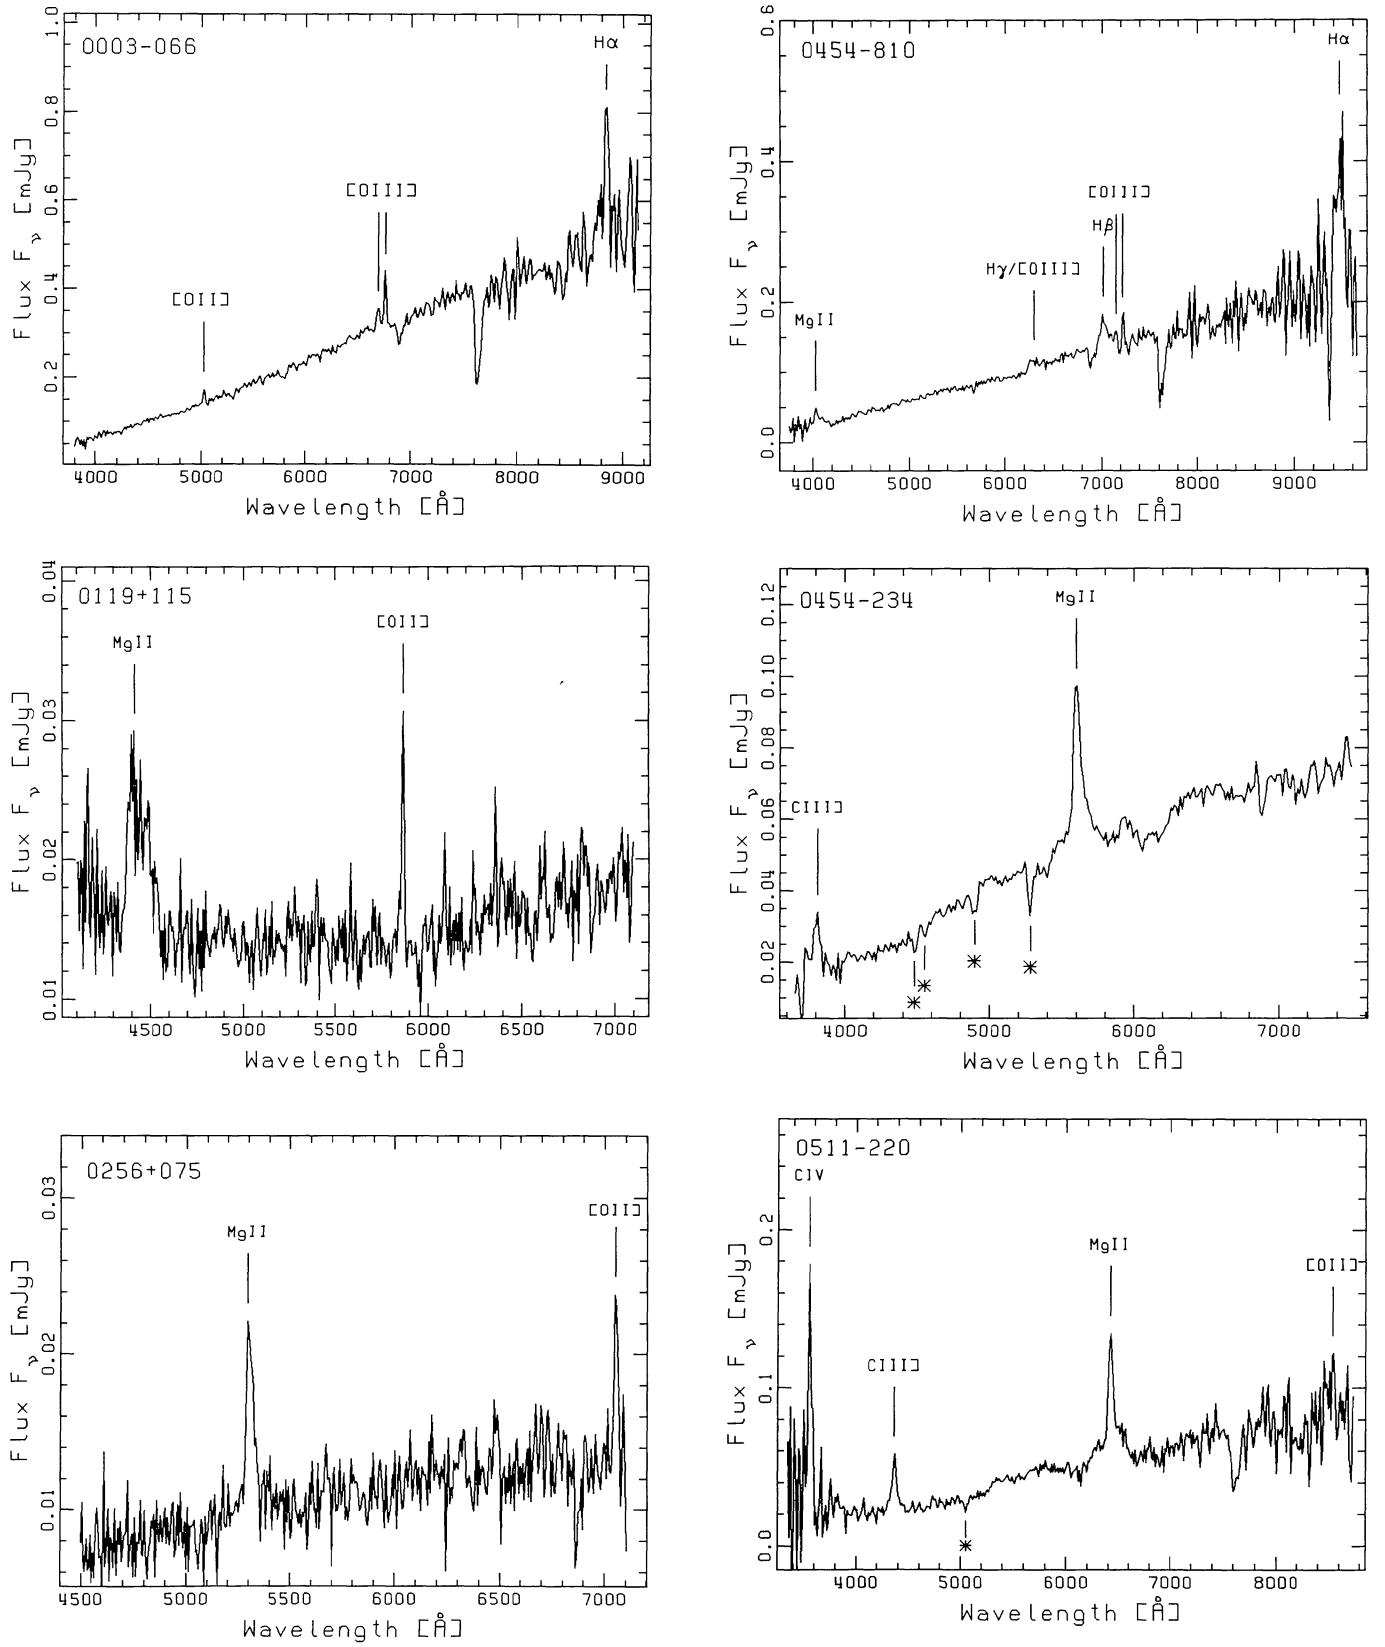 0003-066
Hα
[OIII]
[OII]
1.0
0.8
0.6
0.4
0.2
Flux Fν [mJy]
4000 5000 6000 7000 8000 9000
Wavelength [Å]
0454-810
Hα
[OIII]
Hβ
Hγ/[OIII]
MgII
0.6
0.4
0.2
0.0
Flux Fν [mJy]
4000 5000 6000 7000 8000 9000
Wavelength [Å]
0119+115
[OII]
MgII
0.04
0.03
0.02
0.01
Flux Fν [mJy]
4500 5000 5500 6000 6500 7000
Wavelength [Å]
0454-234
MgII
CIII]
0.12
0.10
0.08
0.06
0.04
0.02
Flux Fν [mJy]
4000 5000 6000 7000
Wavelength [Å]
0256+075
[OII]
MgII
0.03
0.02
0.01
Flux Fν [mJy]
4500 5000 5500 6000 6500 7000
Wavelength [Å]
0511-220
CIV
MgII
[OII]
CIII]
0.2
0.1
0.0
Flux Fν [mJy]
4000 5000 6000 7000 8000
Wavelength [Å]